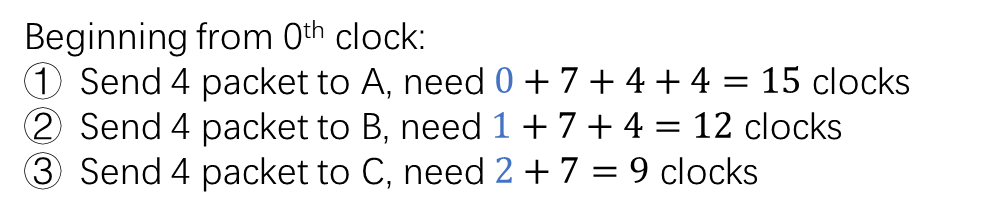 Beginning from 0th clock:
① Send 4 packet to A, need 0 + 7 + 4 + 4 = 15 clocks
② Send 4 packet to B, need 1 + 7 + 4 = 12 clocks
③ Send 4 packet to C, need 2 + 7 = 9 clocks